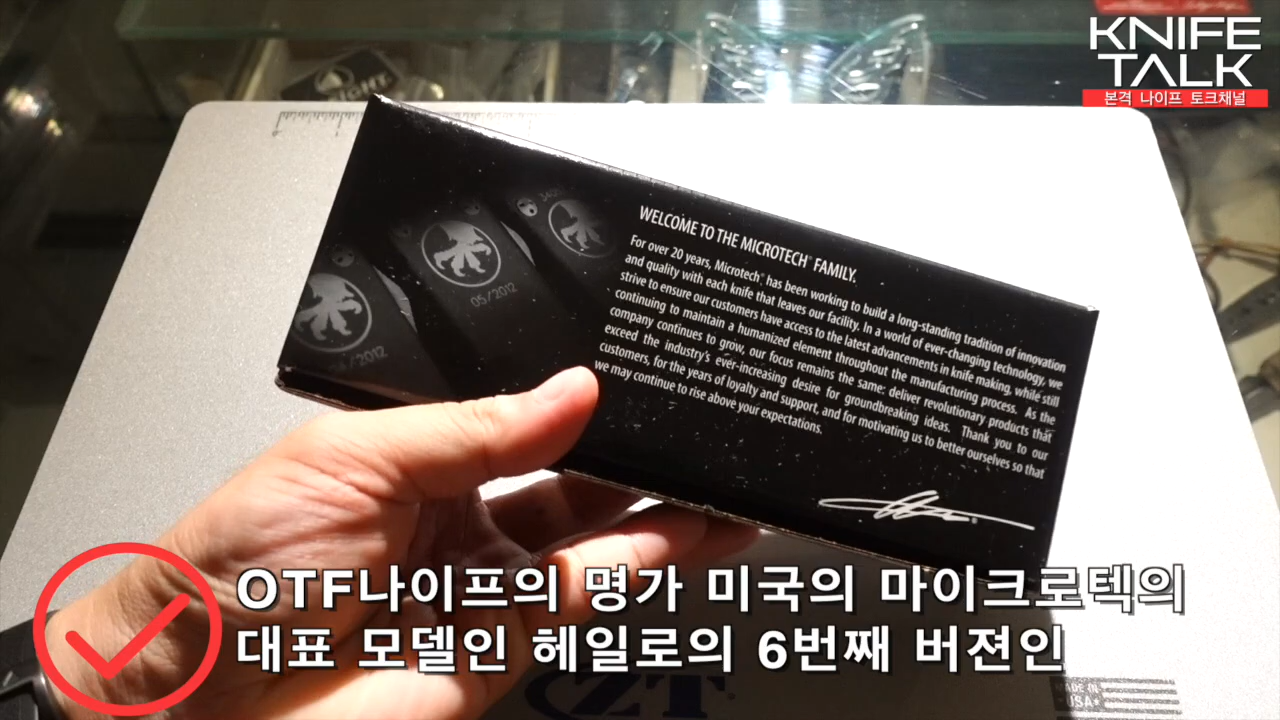 KNIFE
TALK
본격 나이프 토크채널
WELCOME TO THE MICROTECH™ FAMILY.
For over 20 years, Microtech® has been working to build a long-standing tradition of innovation
and quality with each knife that leaves our facility. In a world of ever-changing technology, we
strive to ensure our customers have access to the latest advancements in knife making, while still
continuing to maintain a humanized element throughout the manufacturing process. As the
company continues to grow, our focus remains the same: deliver revolutionary products that
exceed the industry's ever-increasing desire for groundbreaking ideas. Thank you to our
customers, for the years of loyalty and support, and for motivating us to better ourselves so that
we may continue to rise above your expectations.
05/2012
/2012
OTF나이프의 명가 미국의 마이크로텍의
대표 모델인 헤일로의 6번째 버젼인
ZT
MADE IN
USA